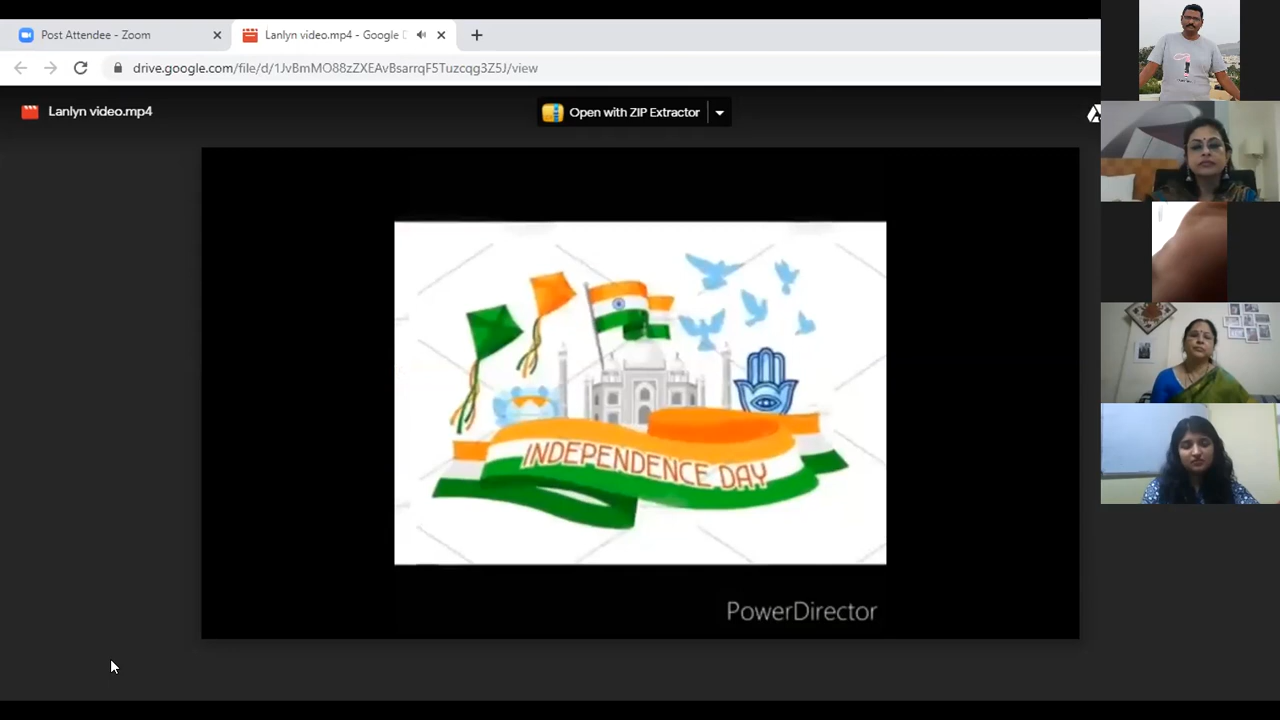 Post Attendee - Zoom
Lanlyn video.mp4 - Google D
drive.google.com/file/d/1JvBmMO88zZXEAvBsarrqF5Tuzcqg3Z5J/view
Lanlyn video.mp4
Open with ZIP Extractor
INDEPENDENCE DAY
PowerDirector